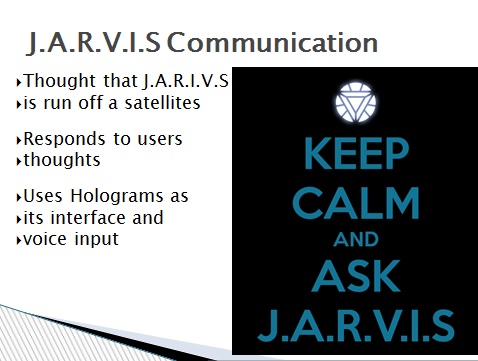 J.A.R.V.I.S Communication
Thought that J.A.R.I.V.S
is run off a satellites
Responds to users
thoughts
Uses Holograms as
its interface and
voice input
KEEP
CALM
AND
ASK
J.A.R.V.I.S